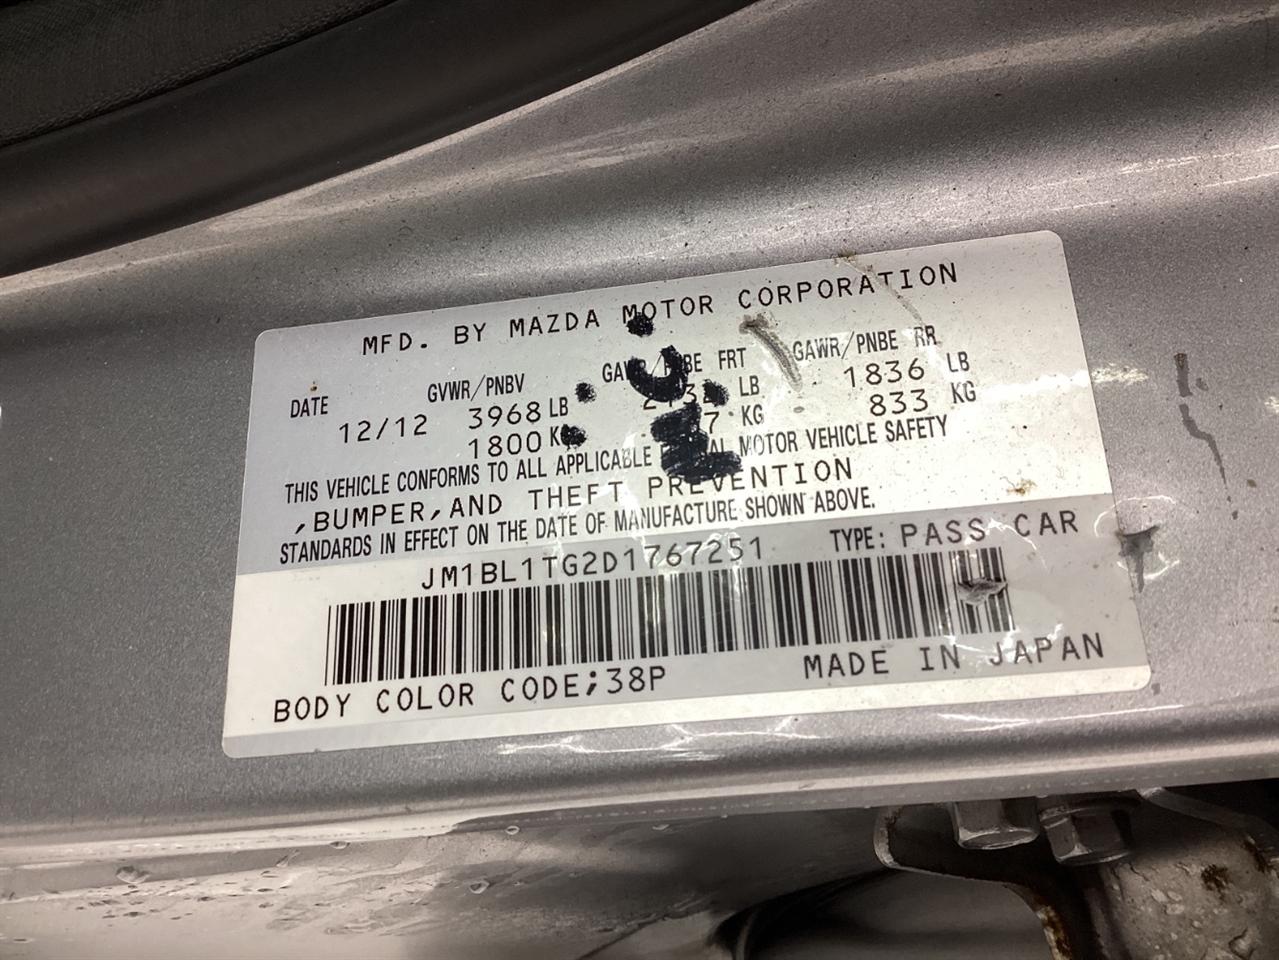 MFD. BY MAZDA MOTOR CORPORATION
DATE GVWR/PNBV FRT GAWR/PNBE RR
12/12 3968 LB LB 1836 LB
1800 KG 833 KG
THIS VEHICLE CONFORMS TO ALL APPLICABLE MOTOR VEHICLE SAFETY
,BUMPER,AND THEFT PREVENTION
STANDARDS IN EFFECT ON THE DATE OF MANUFACTURE SHOWN ABOVE.
JM1BL1TG2D1767251 TYPE: PASS CAR
BODY COLOR CODE;38P MADE IN JAPAN